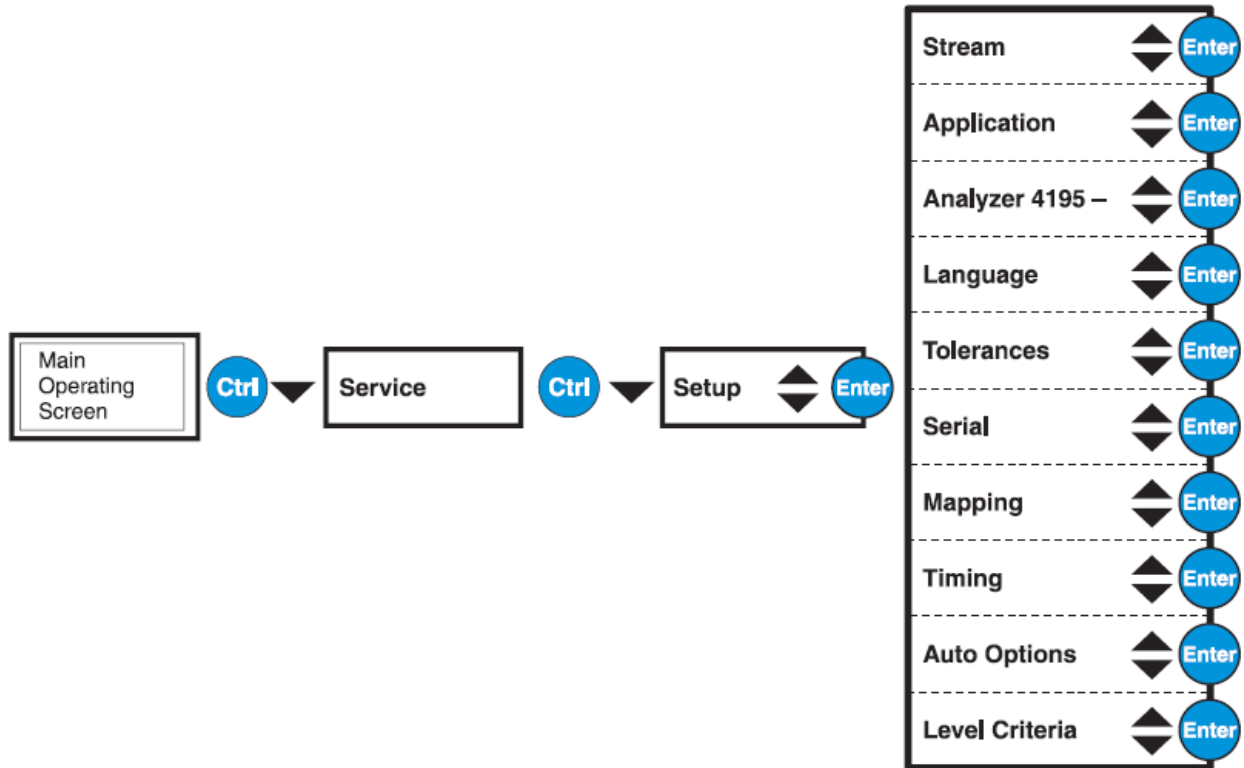 Stream Enter
Application Enter
Analyzer 4195 – Enter
Language Enter
Tolerances Enter
Main
Operating
Screen
Ctrl Service Ctrl Setup Enter
Serial Enter
Mapping Enter
Timing Enter
Auto Options Enter
Level Criteria Enter